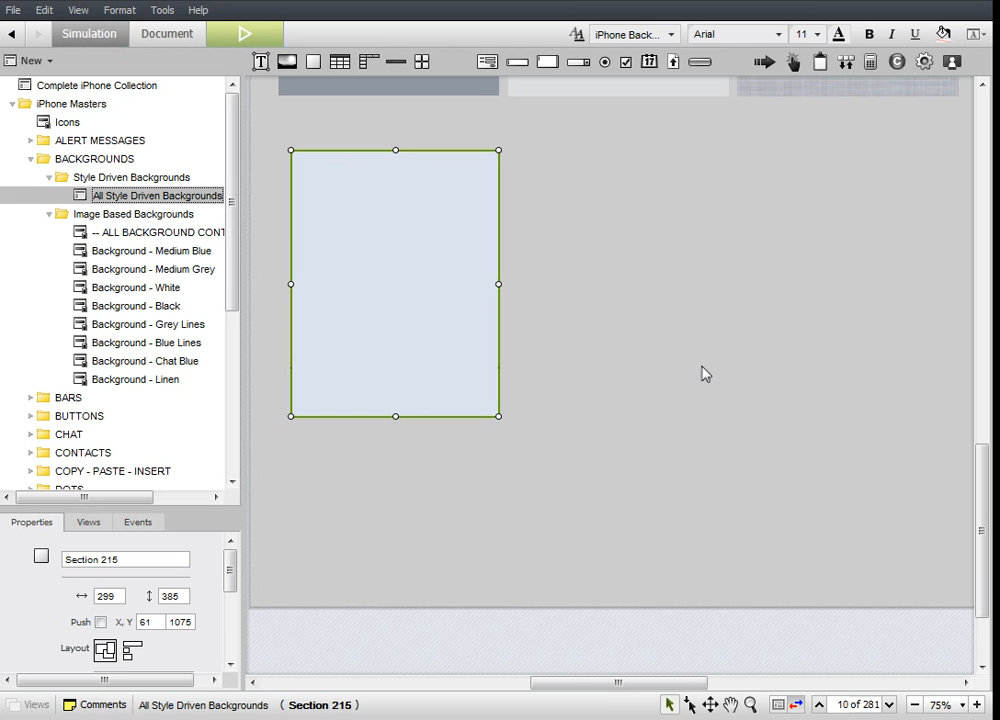 File Edit View Format Tools Help
Simulation Document iPhone Back... Arial 11 A B I U A
New T
Complete iPhone Collection
iPhone Masters
Icons
ALERT MESSAGES
BACKGROUNDS
Style Driven Backgrounds
All Style Driven Backgrounds
Image Based Backgrounds
-- ALL BACKGROUND CONT
Background - Medium Blue
Background - Medium Grey
Background - White
Background - Black
Background - Grey Lines
Background - Blue Lines
Background - Chat Blue
Background - Linen
BARS
BUTTONS
CHAT
CONTACTS
COPY - PASTE - INSERT
DOTS
Properties Views Events
Section 215
299 385
Push X, Y 61 1075
Layout
Views Comments All Style Driven Backgrounds ( Section 215 ) 10 of 281 75%